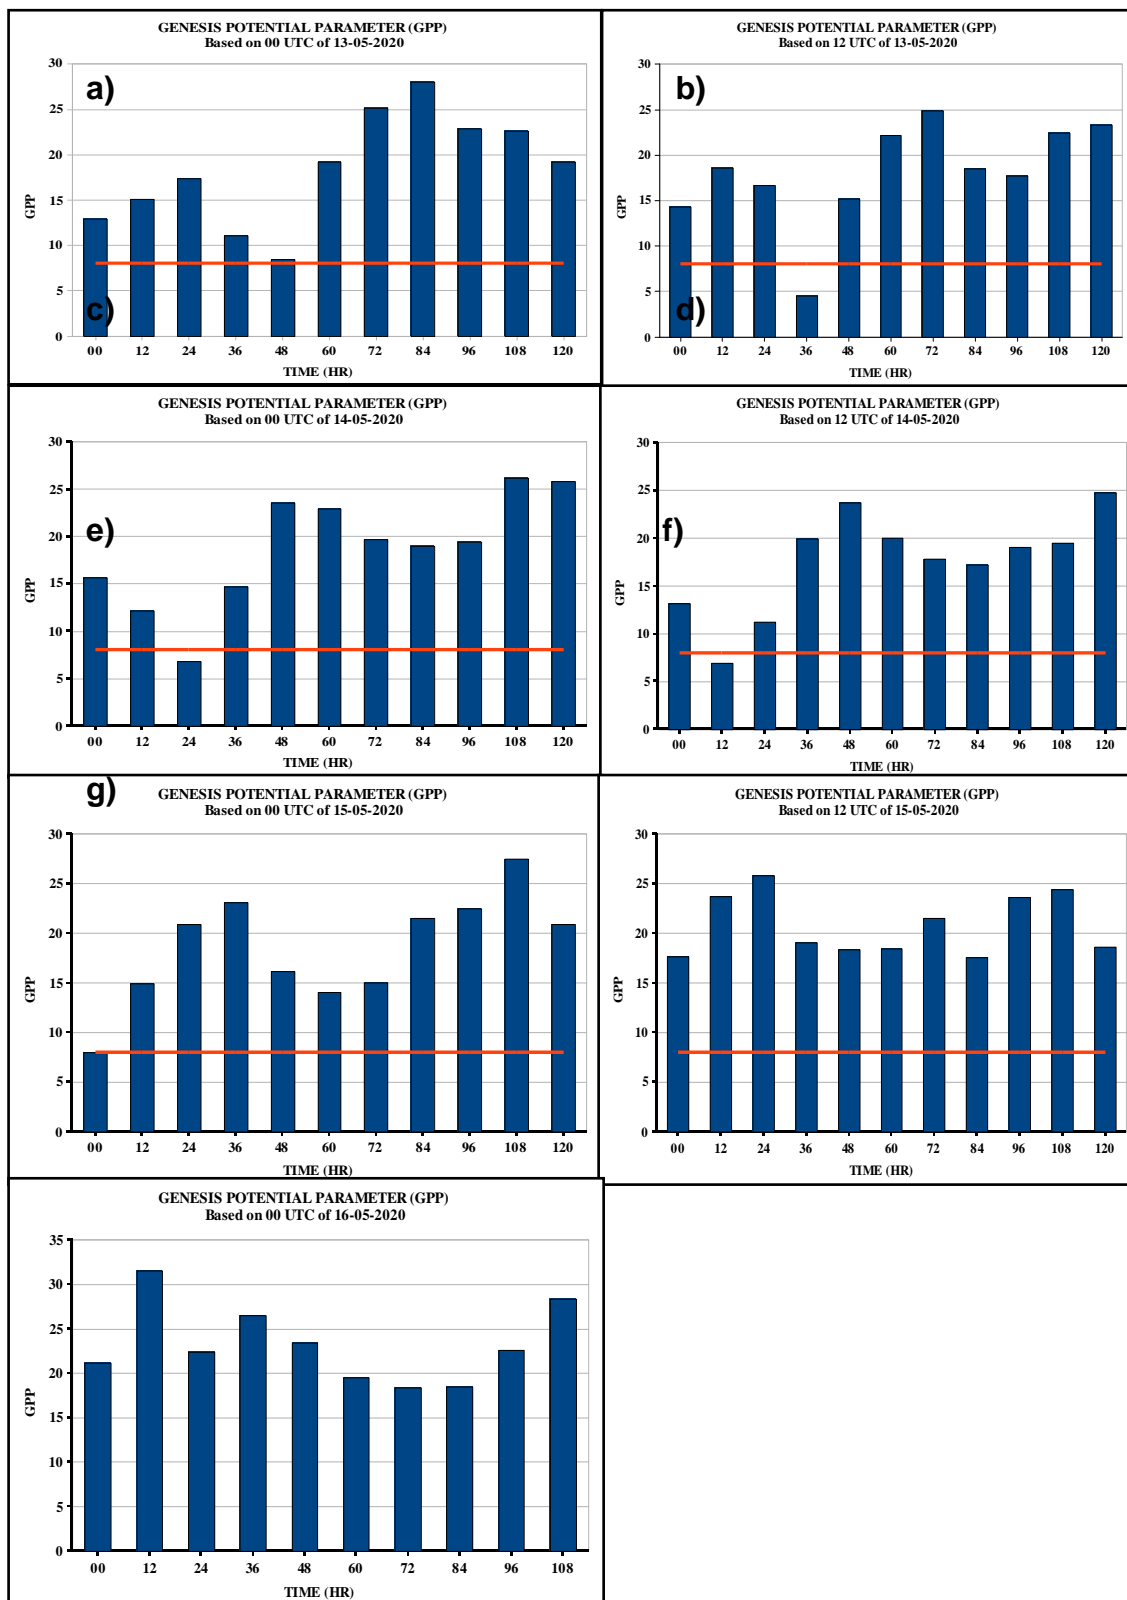 GENESIS POTENTIAL PARAMETER (GPP)
Based on 00 UTC of 13-05-2020
a)
30
25
20
15
10
5
0
GPP
c)
00 12 24 36 48 60 72 84 96 108 120
TIME (HR)
GENESIS POTENTIAL PARAMETER (GPP)
Based on 12 UTC of 13-05-2020
b)
30
25
20
15
10
5
0
GPP
d)
00 12 24 36 48 60 72 84 96 108 120
TIME (HR)
GENESIS POTENTIAL PARAMETER (GPP)
Based on 00 UTC of 14-05-2020
30
25
20
15
10
5
0
GPP
e)
00 12 24 36 48 60 72 84 96 108 120
TIME (HR)
GENESIS POTENTIAL PARAMETER (GPP)
Based on 12 UTC of 14-05-2020
30
25
20
15
10
5
0
GPP
f)
00 12 24 36 48 60 72 84 96 108 120
TIME (HR)
g)
GENESIS POTENTIAL PARAMETER (GPP)
Based on 00 UTC of 15-05-2020
30
25
20
15
10
5
0
GPP
00 12 24 36 48 60 72 84 96 108 120
TIME (HR)
GENESIS POTENTIAL PARAMETER (GPP)
Based on 12 UTC of 15-05-2020
30
25
20
15
10
5
0
GPP
00 12 24 36 48 60 72 84 96 108 120
TIME (HR)
GENESIS POTENTIAL PARAMETER (GPP)
Based on 00 UTC of 16-05-2020
35
30
25
20
15
10
5
0
GPP
00 12 24 36 48 60 72 84 96 108
TIME (HR)